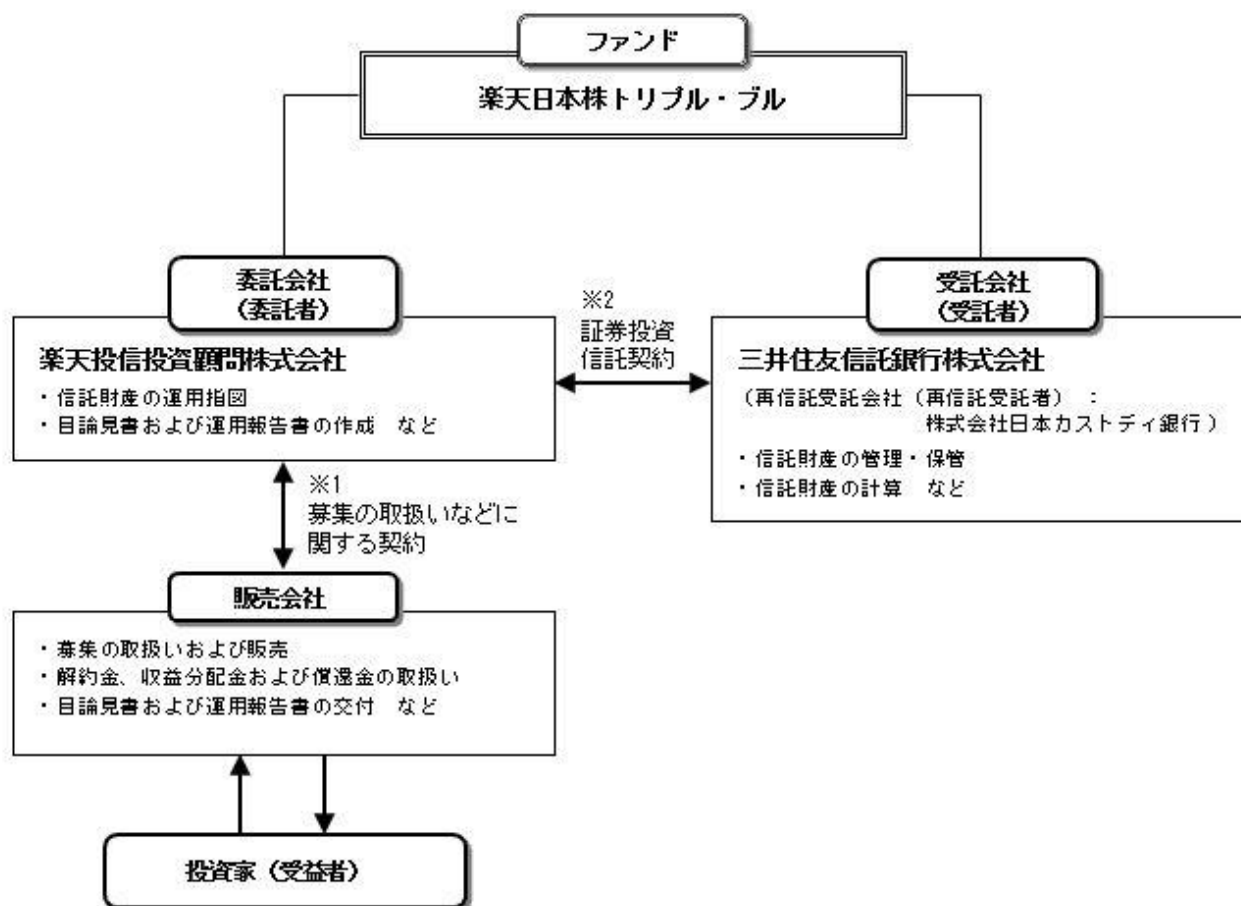 ファンド
楽天日本株トリプル・ブル
委託会社
（委託者）
楽天投信投資顧問株式会社
・信託財産の運用指図
・目論見書および運用報告書の作成　など
※2
証券投資
信託契約
受託会社
（受託者）
三井住友信託銀行株式会社
（再信託受託会社（再信託受託者）：
株式会社日本カストディ銀行）
・信託財産の管理・保管
・信託財産の計算　など
※1
募集の取扱いなどに
関する契約
販売会社
・募集の取扱いおよび販売
・解約金、収益分配金および償還金の取扱い
・目論見書および運用報告書の交付　など
投資家（受益者）